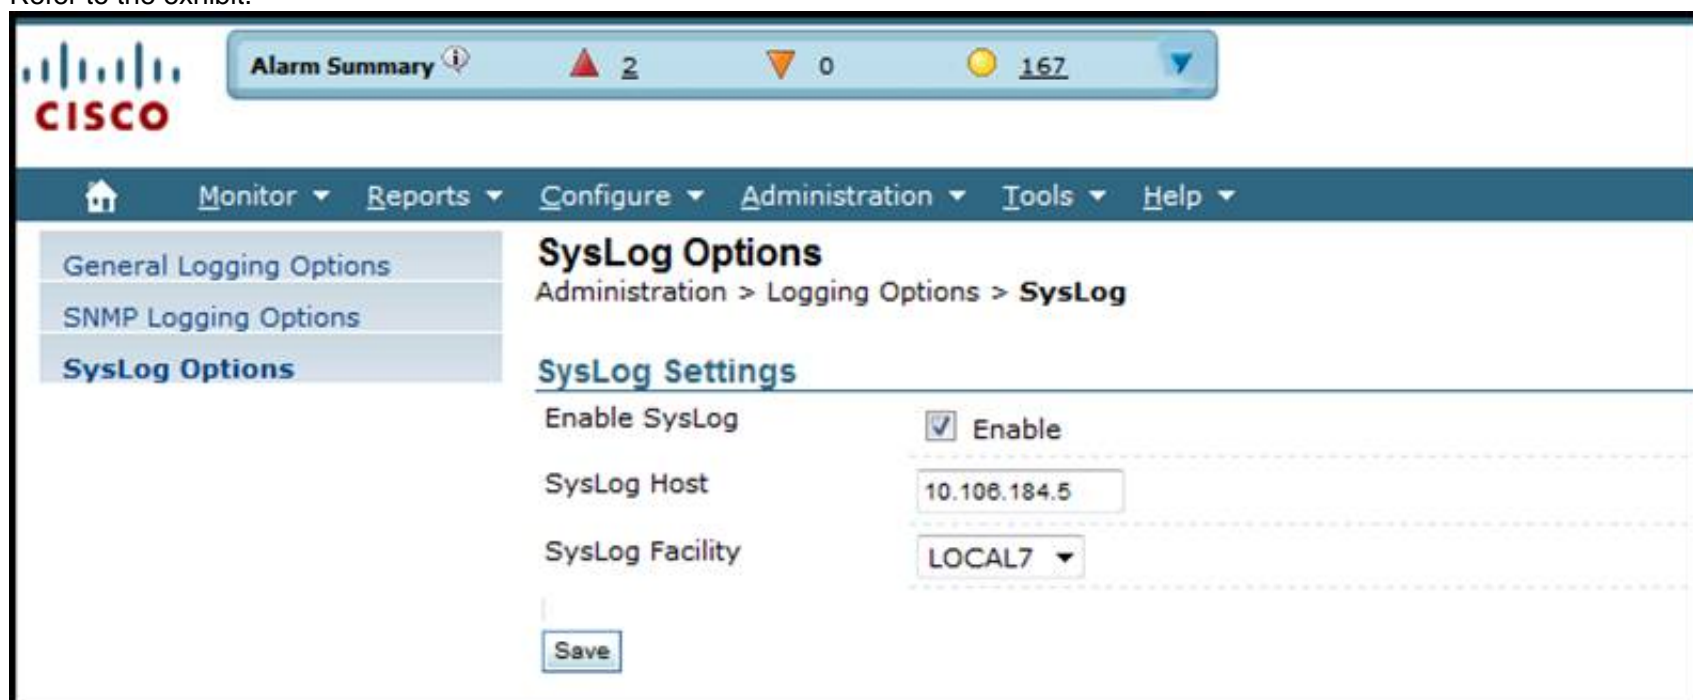 Refer to the exhibit.
CISCO
Alarm Summary 2 0 167
Monitor Reports Configure Administration Tools Help
General Logging Options
SNMP Logging Options
SysLog Options
SysLog Options
Administration > Logging Options > SysLog
SysLog Settings
Enable SysLog Enable
SysLog Host 10.106.184.5
SysLog Facility LOCAL7
Save